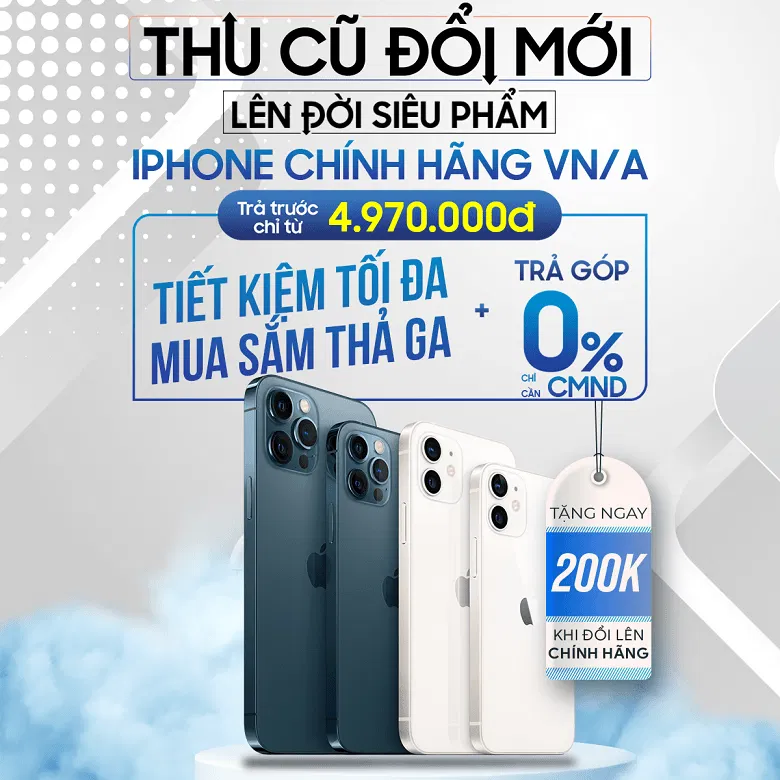 THU CŨ ĐỔI MỚI
LÊN ĐỜI SIÊU PHẨM
IPHONE CHÍNH HÃNG VN/A
Trả trước
chỉ từ
4.970.000đ
TIẾT KIỆM TỐI ĐA
MUA SẮM THẢ GA
+
TRẢ GÓP
0%
CHỈ
CẦN
CMND
TẶNG NGAY
200K
KHI ĐỔI LÊN
CHÍNH HÃNG